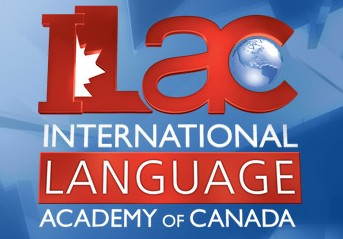 ILAC
INTERNATIONAL
LANGUAGE
ACADEMY OF CANADA